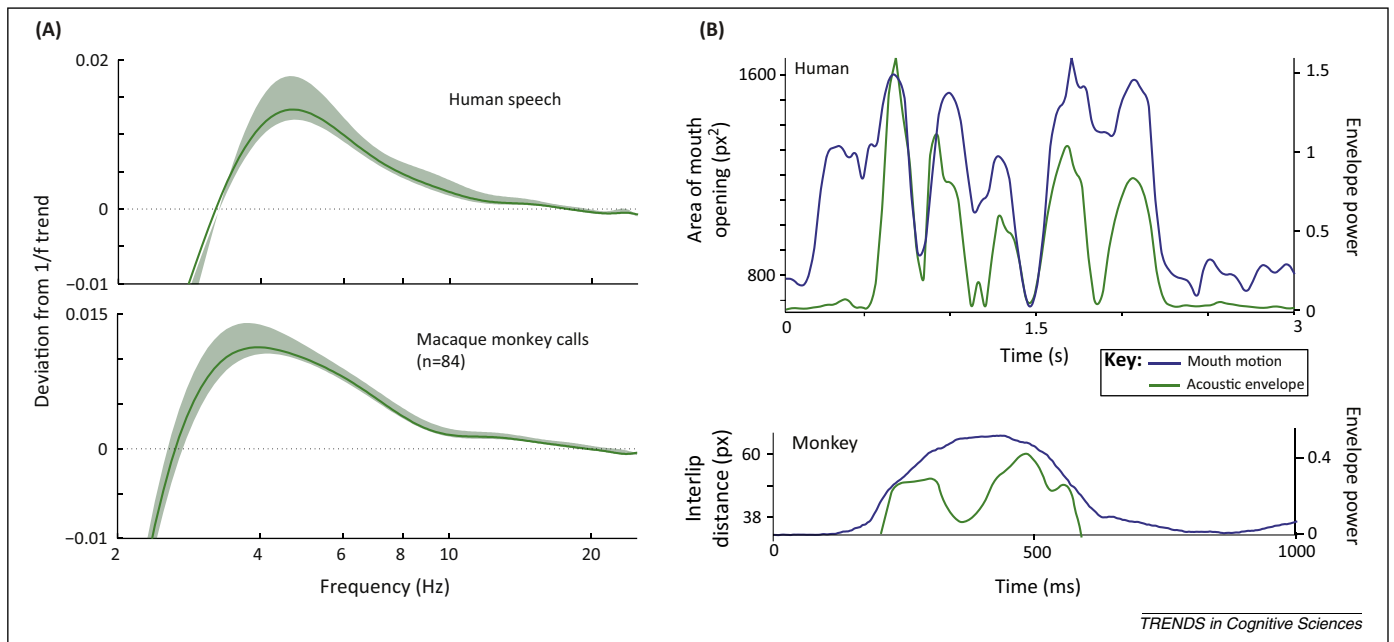 (A)
0.02
Human speech
0
−0.01
0.015
Macaque monkey calls
(n=84)
0
−0.01
2
4
6
8
10
20
Deviation from 1/f trend
Frequency (Hz)
(B)
Human
1600
800
Area of mouth
opening (px²)
1.5
1
0.5
0
Envelope power
0
1.5
3
Time (s)
Key:
Mouth motion
Acoustic envelope
Monkey
60
38
Interlip
distance (px)
0.4
0
Envelope power
0
500
1000
Time (ms)
TRENDS in Cognitive Sciences